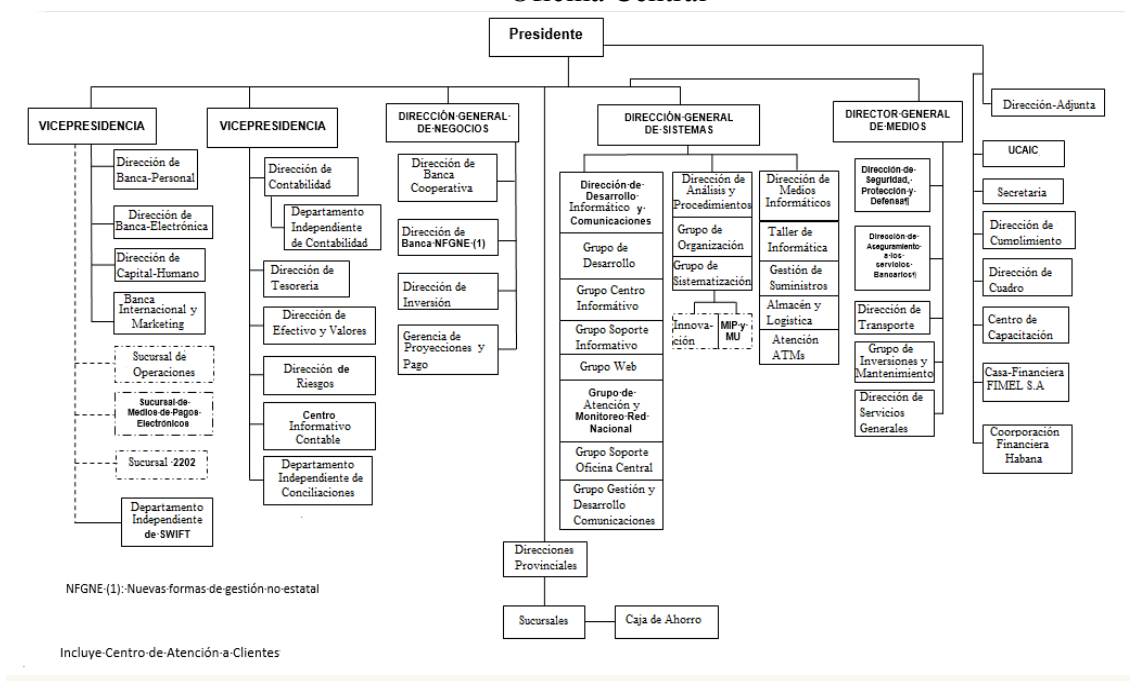 Oficina Central
Presidente
Dirección-Adjunta
VICEPRESIDENCIA
VICEPRESIDENCIA
DIRECCIÓN·GENERAL·
DE·NEGOCIOS
DIRECCIÓN·GENERAL
DE·SISTEMAS
DIRECTOR·GENERAL
DE·MEDIOS
Dirección de
Banca-Personal
Dirección de
Banca-Electrónica
Dirección de
Capital-Humano
Banca
Internacional y
Marketing
Sucursal de
Operaciones
Sucursal·de·
Medios·de·Pagos·
Electrónicos
Sucursal ·2202
Departamento
Independiente
de·SWIFT
Dirección de
Contabilidad
Departamento
Independiente
de Contabilidad
Dirección de
Tesoreria
Dirección de
Efectivo y Valores
Dirección de
Riesgos
Centro
Informativo
Contable
Departamento
Independiente de
Conciliaciones
Dirección de
Banca
Cooperativa
Dirección de
Banca·NFGNE·(1)
Dirección de
Inversión
Gerencia de
Proyecciones y
Pago
Dirección·de·
Desarrollo
Informático y
Comunicaciones
Grupo de
Desarrollo
Grupo Centro
Informátivo
Grupo Soporte
Informativo
Grupo Web
Grupo·de·
Atención y
Monitoreo·Red·
Nacional
Grupo Soporte
Oficina Central
Grupo Gestión y
Desarrollo
Comunicaciones
Dirección de
Análisis y
Procedimientos
Grupo de
Organización
Grupo de
Sistematización
Innova-
ción
MIP·y·
MU
Dirección de
Medios
Informáticos
Taller de
Informática
Gestión de
Suministros
Almacén y
Logística
Atención
ATMs
Dirección·de·
Seguridad,·
Protección·y·
Defensa¶
Dirección·de·
Aseguramiento
a·los·
servicios·
Bancarios¶
Dirección de
Transporte
Grupo de
Inversiones y
Mantenimiento
Dirección de
Servicios
Generales
UCAIC
Secretaria
Dirección de
Cumplimiento
Dirección de
Cuadro
Centro de
Capacitación
Casa-Financiera
FIMEL S.A
Coorporación
Financiera
Habana
Direcciones
Provinciales
Sucursales
Caja de Ahorro
NFGNE·(1):·Nuevas·formas·de·gestión·no·estatal
Incluye·Centro·de·Atención·a·Clientes·